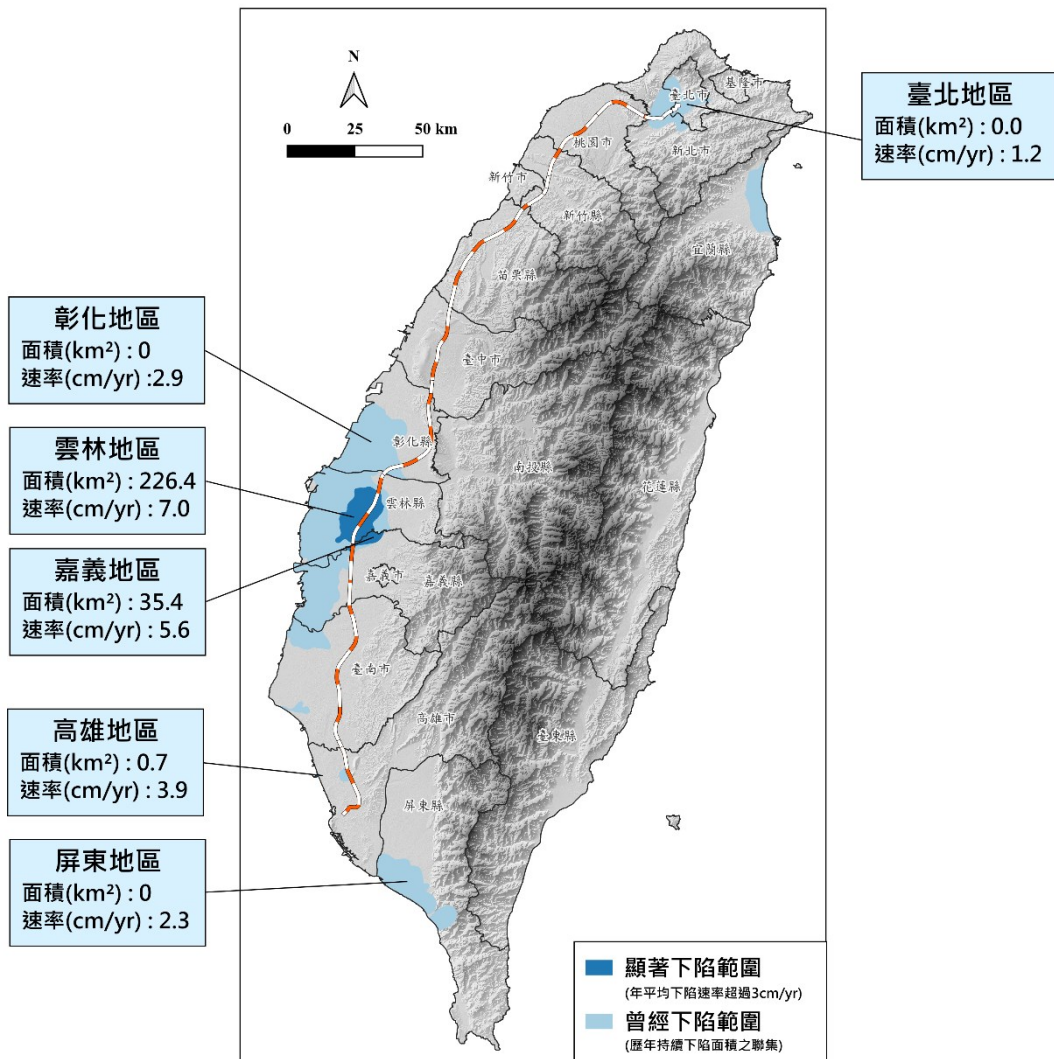 N
0 25 50 km
臺北地區
面積(km²) : 0.0
速率(cm/yr) : 1.2
彰化地區
面積(km²) : 0
速率(cm/yr) :2.9
雲林地區
面積(km²) : 226.4
速率(cm/yr) : 7.0
嘉義地區
面積(km²) : 35.4
速率(cm/yr) : 5.6
高雄地區
面積(km²) : 0.7
速率(cm/yr) : 3.9
屏東地區
面積(km²) : 0
速率(cm/yr) : 2.3
基隆市
臺北市
桃園市
新北市
新竹市
新竹縣
宜蘭縣
苗栗縣
臺中市
彰化縣
南投縣
花蓮縣
雲林縣
嘉義市
嘉義縣
臺南市
高雄市
臺東縣
屏東縣
顯著下陷範圍
(年平均下陷速率超過3cm/yr)
曾經下陷範圍
(歷年持續下陷面積之聯集)